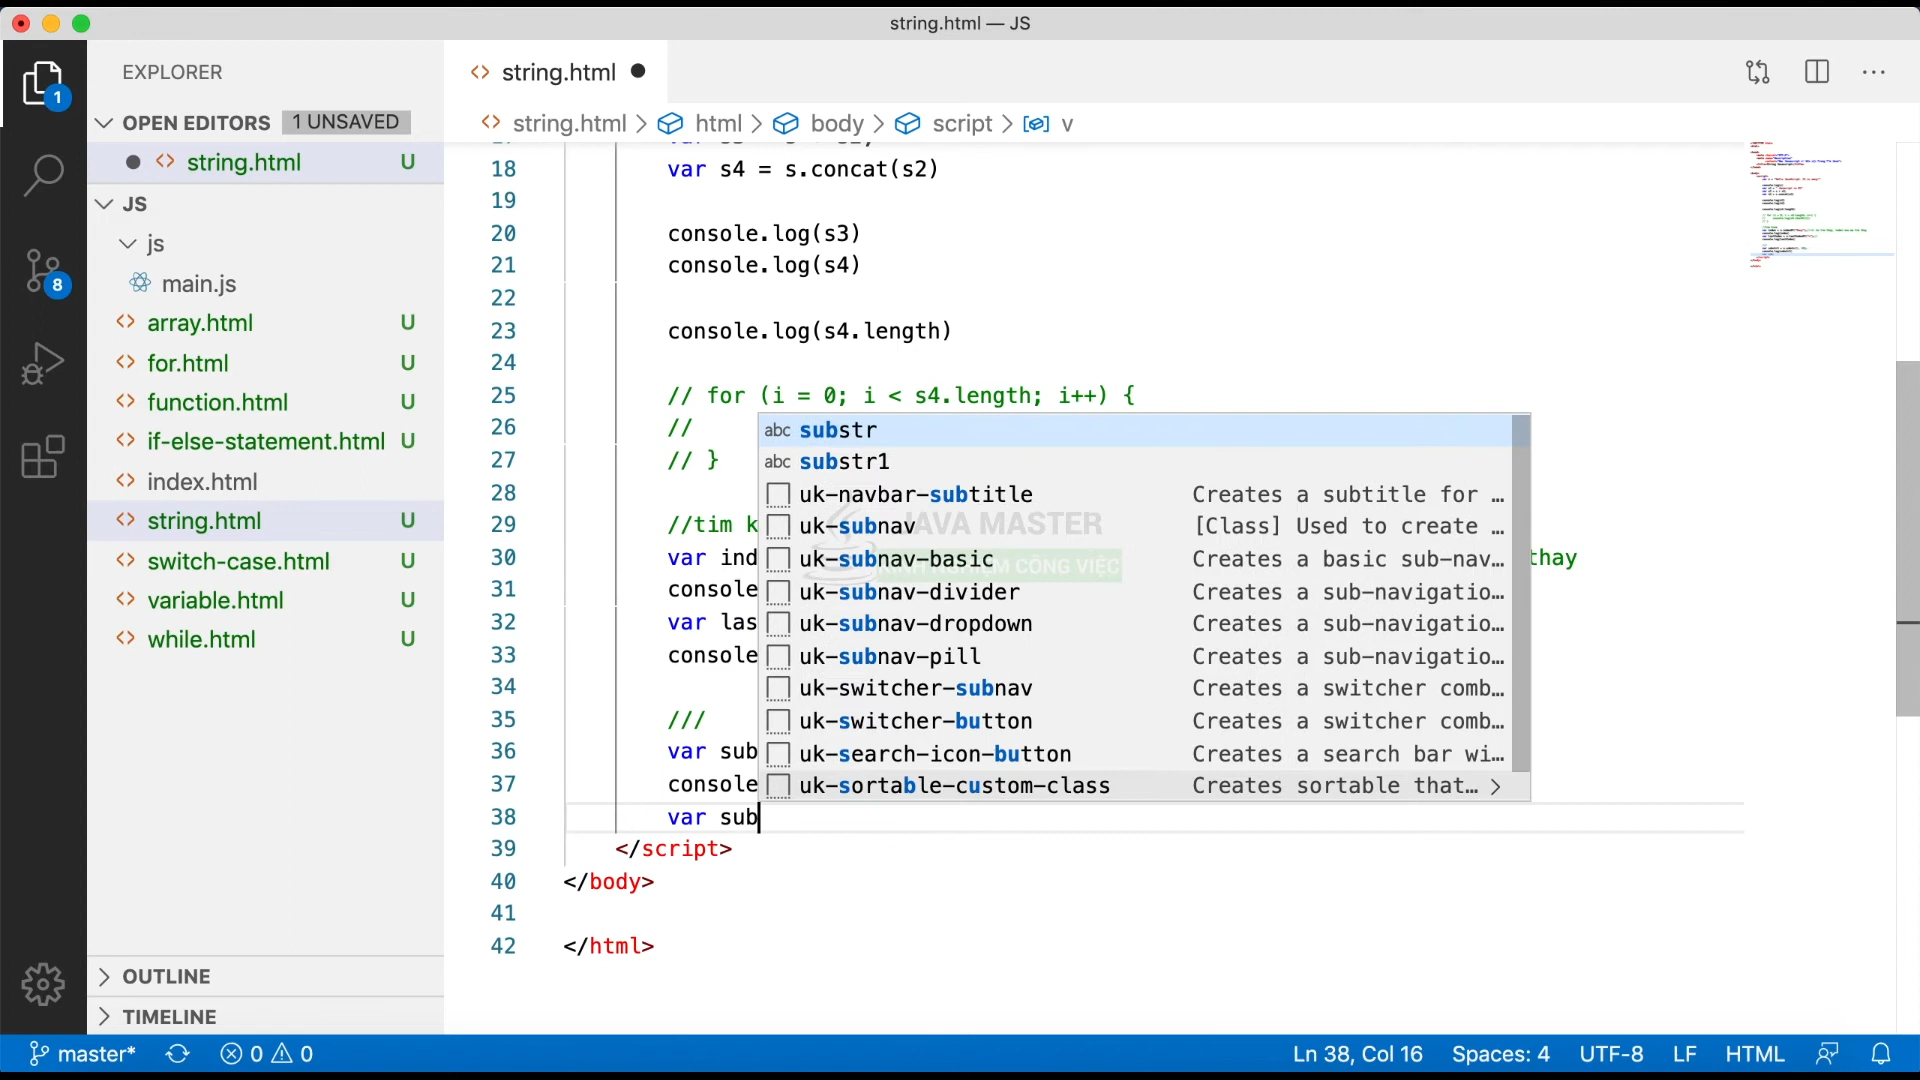 string.html — JS
EXPLORER
1
OPEN EDITORS 1 UNSAVED
string.html U
JS
js
main.js
array.html U
for.html U
function.html U
if-else-statement.html U
index.html
string.html U
switch-case.html U
variable.html U
while.html U
8
OUTLINE
TIMELINE
string.html
string.html > html > body > script > v
18 var s4 = s.concat(s2)
19
20 console.log(s3)
21 console.log(s4)
22
23 console.log(s4.length)
24
25 // for (i = 0; i < s4.length; i++) {
26 //
27 // }
28
29 //tim k
30 var ind thay
31 console
32 var las
33 console
34
35 ///
36 var sub
37 console
38 var sub
39 </script>
40 </body>
41
42 </html>
abc substr
abc substr1
uk-navbar-subtitle Creates a subtitle for …
uk-subnav [Class] Used to create …
uk-subnav-basic Creates a basic sub-nav…
uk-subnav-divider Creates a sub-navigatio…
uk-subnav-dropdown Creates a sub-navigatio…
uk-subnav-pill Creates a sub-navigatio…
uk-switcher-subnav Creates a switcher comb…
uk-switcher-button Creates a switcher comb…
uk-search-icon-button Creates a search bar wi…
uk-sortable-custom-class Creates sortable that… >
JAVA MASTER
KINH NGHIỆM CÔNG VIỆC
master* 0 0 Ln 38, Col 16 Spaces: 4 UTF-8 LF HTML